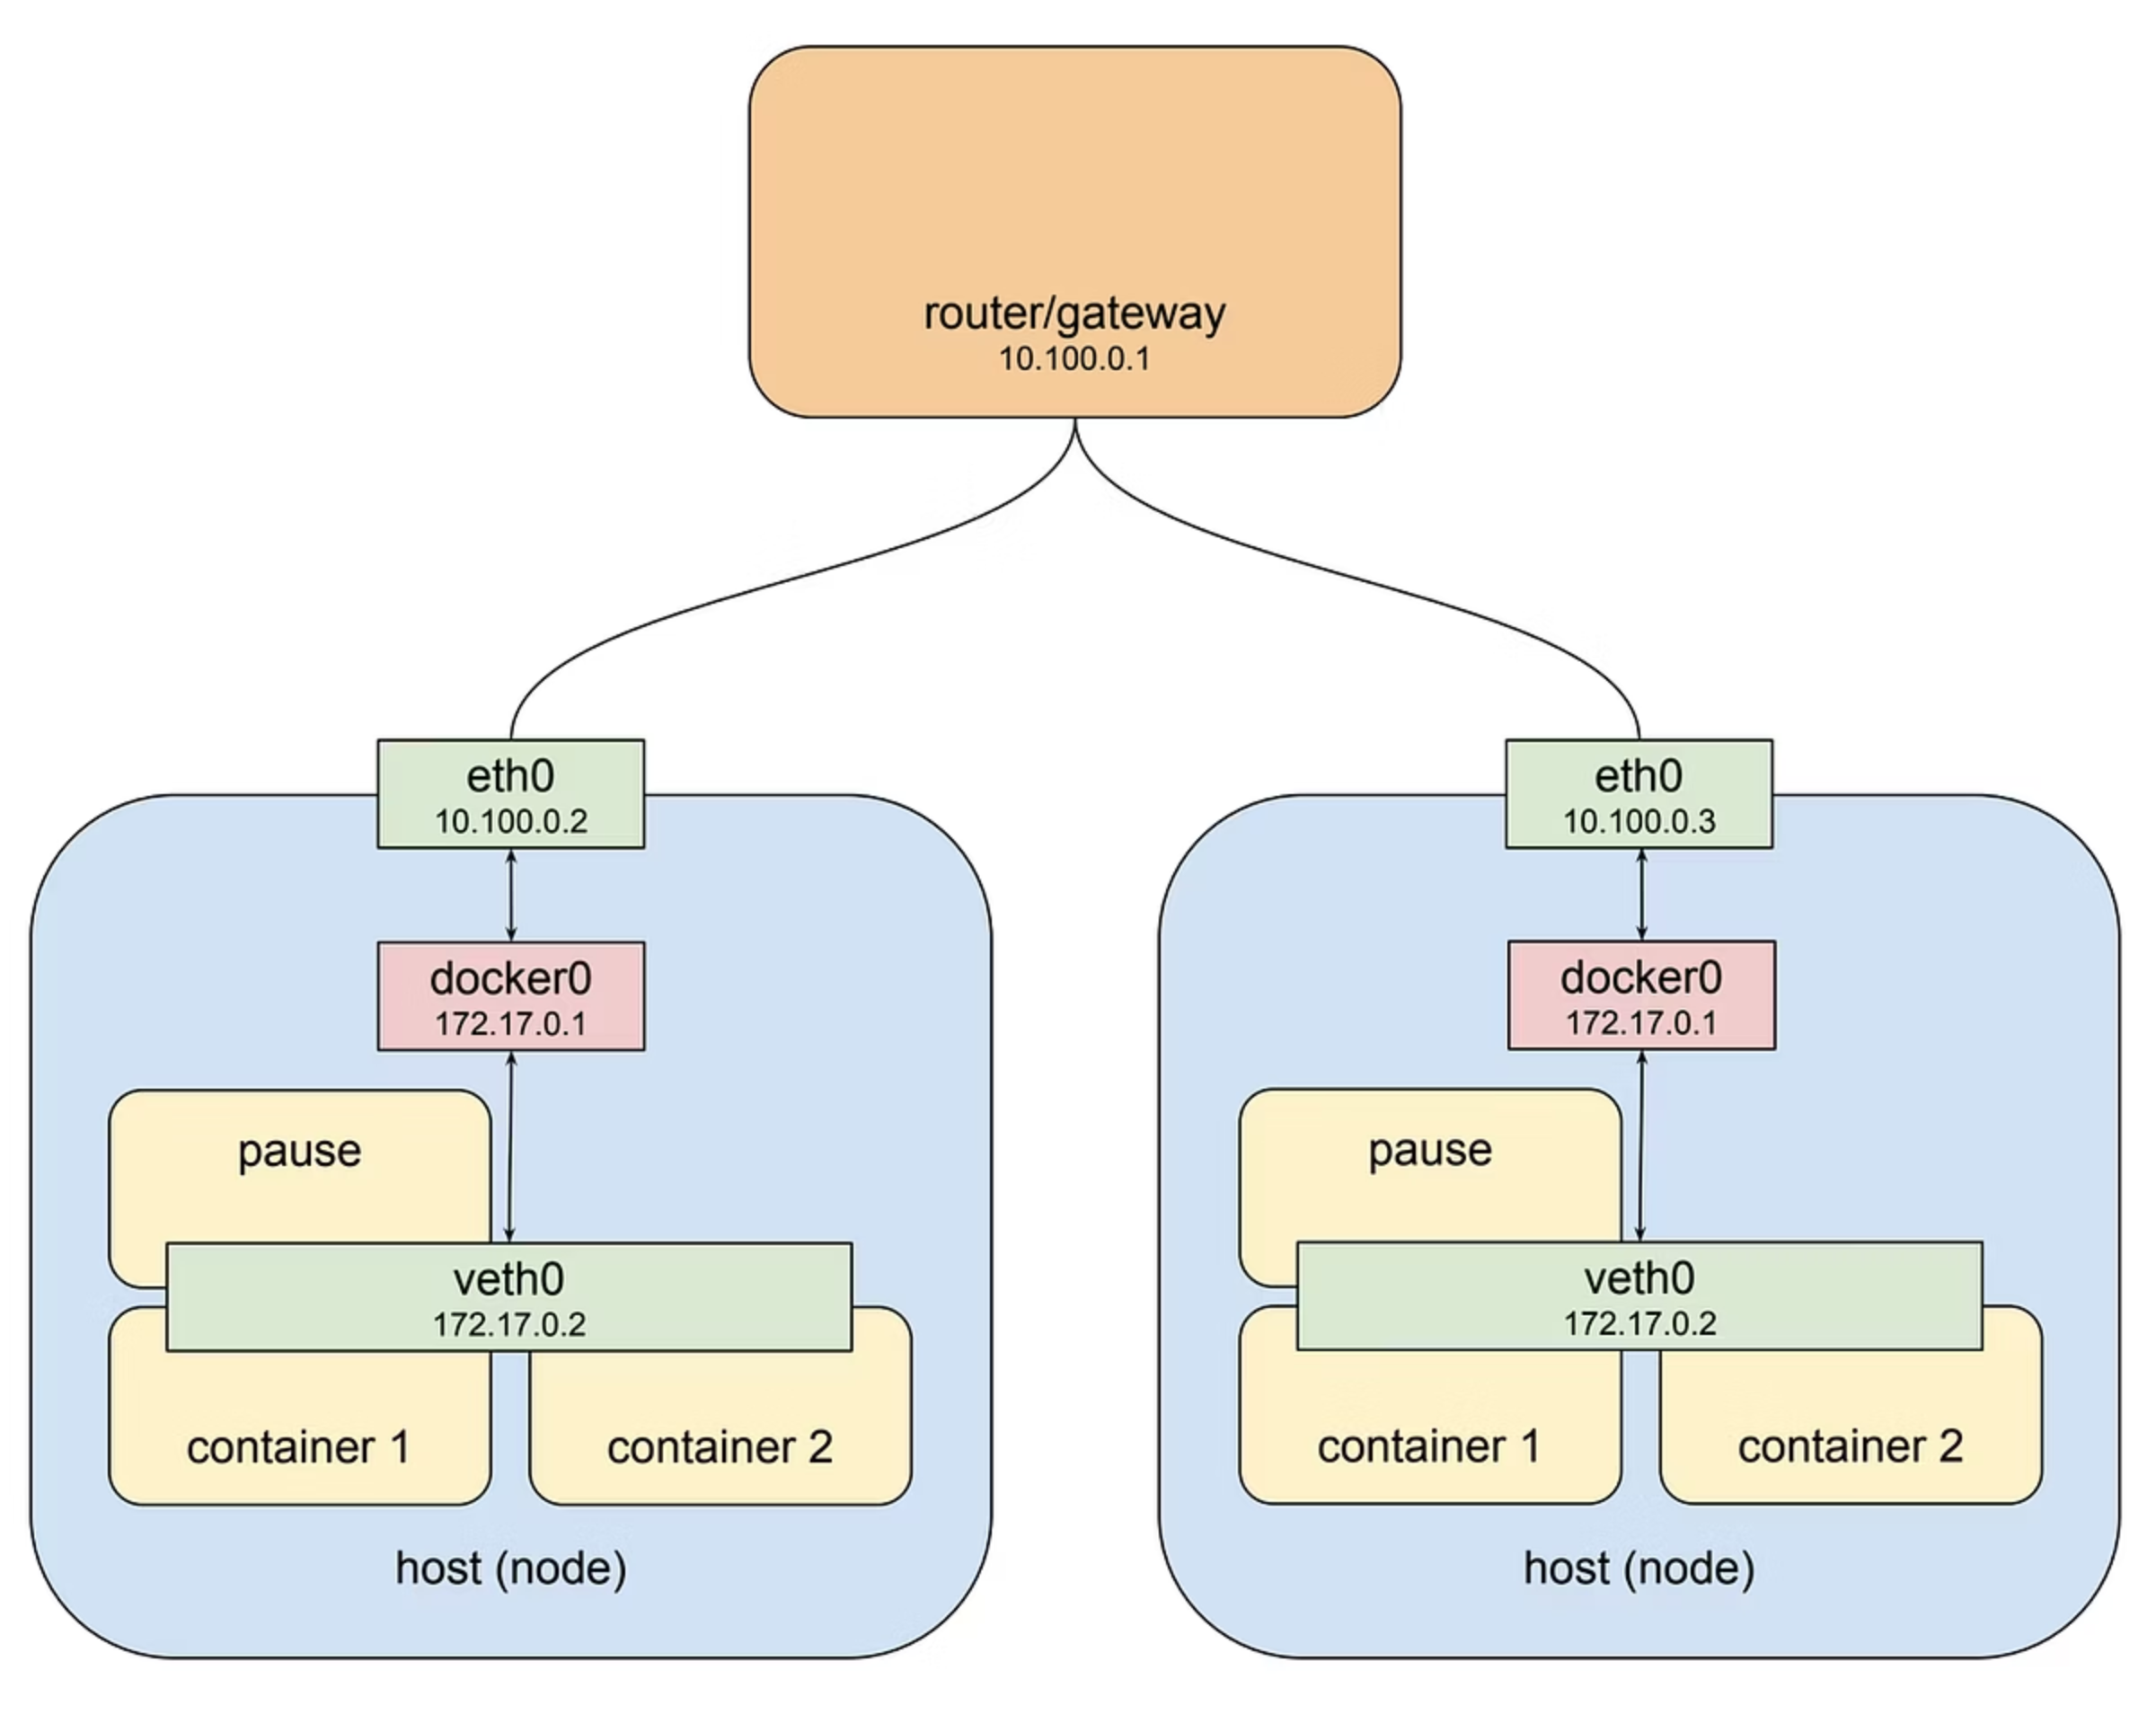 router/gateway
10.100.0.1
eth0
10.100.0.2
docker0
172.17.0.1
pause
veth0
172.17.0.2
container 1
container 2
host (node)
eth0
10.100.0.3
docker0
172.17.0.1
pause
veth0
172.17.0.2
container 1
container 2
host (node)